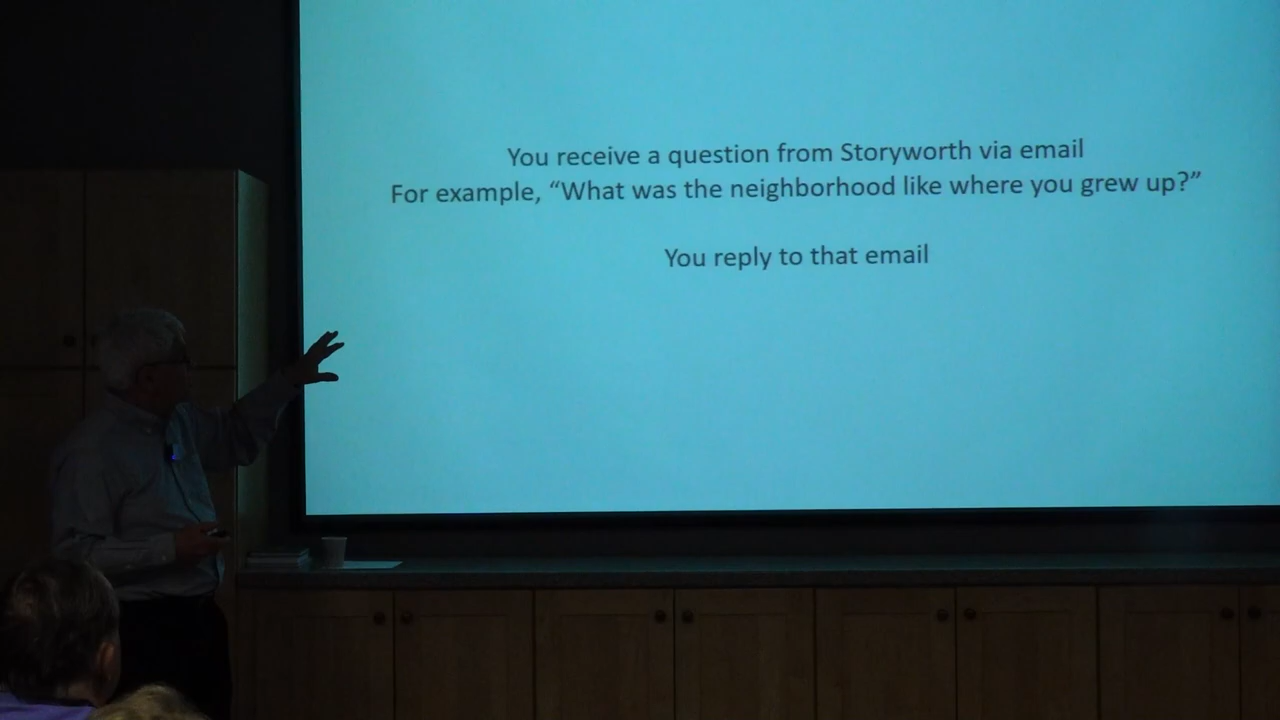 You receive a question from Storyworth via email
For example, “What was the neighborhood like where you grew up?”
You reply to that email